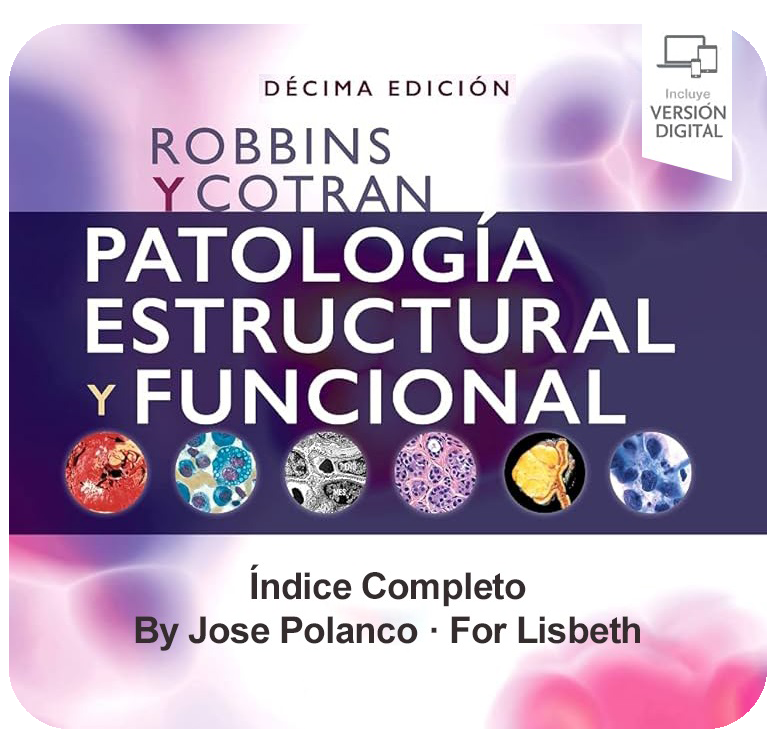 DÉCIMA EDICIÓN
Incluye
VERSIÓN
DIGITAL
ROBBINS
Y COTRAN
PATOLOGÍA
ESTRUCTURAL
Y FUNCIONAL
Índice Completo
By Jose Polanco · For Lisbeth